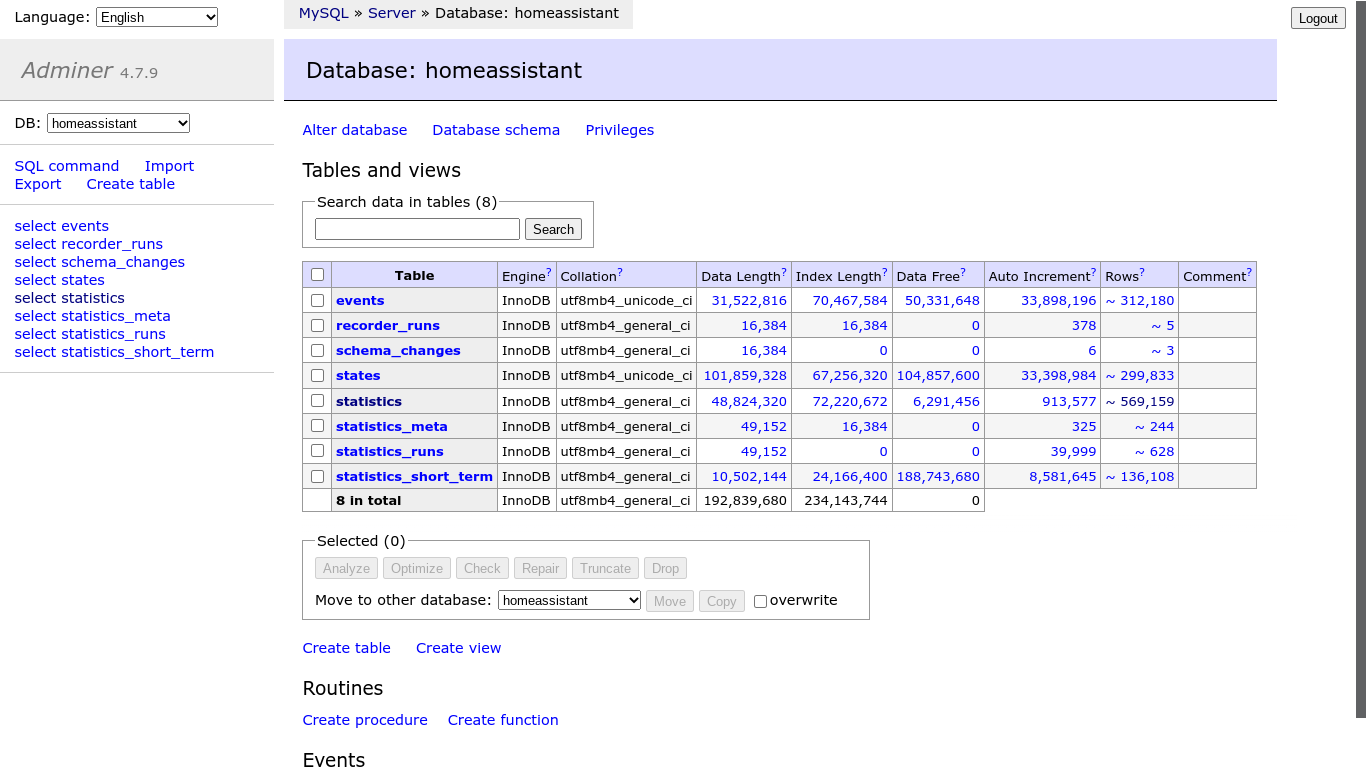 Language: English
MySQL » Server » Database: homeassistant
Logout
Adminer 4.7.9
Database: homeassistant
DB: homeassistant
SQL command Import
Export Create table
select events
select recorder_runs
select schema_changes
select states
select statistics
select statistics_meta
select statistics_runs
select statistics_short_term
Alter database Database schema Privileges
Tables and views
Search data in tables (8)
Search
Table Engine? Collation? Data Length? Index Length? Data Free? Auto Increment? Rows? Comment?
events InnoDB utf8mb4_unicode_ci 31,522,816 70,467,584 50,331,648 33,898,196 ~ 312,180
recorder_runs InnoDB utf8mb4_general_ci 16,384 16,384 0 378 ~ 5
schema_changes InnoDB utf8mb4_general_ci 16,384 0 0 6 ~ 3
states InnoDB utf8mb4_unicode_ci 101,859,328 67,256,320 104,857,600 33,398,984 ~ 299,833
statistics InnoDB utf8mb4_general_ci 48,824,320 72,220,672 6,291,456 913,577 ~ 569,159
statistics_meta InnoDB utf8mb4_general_ci 49,152 16,384 0 325 ~ 244
statistics_runs InnoDB utf8mb4_general_ci 49,152 0 0 39,999 ~ 628
statistics_short_term InnoDB utf8mb4_general_ci 10,502,144 24,166,400 188,743,680 8,581,645 ~ 136,108
8 in total InnoDB utf8mb4_general_ci 192,839,680 234,143,744 0
Selected (0)
Analyze Optimize Check Repair Truncate Drop
Move to other database: homeassistant Move Copy overwrite
Create table Create view
Routines
Create procedure Create function
Events